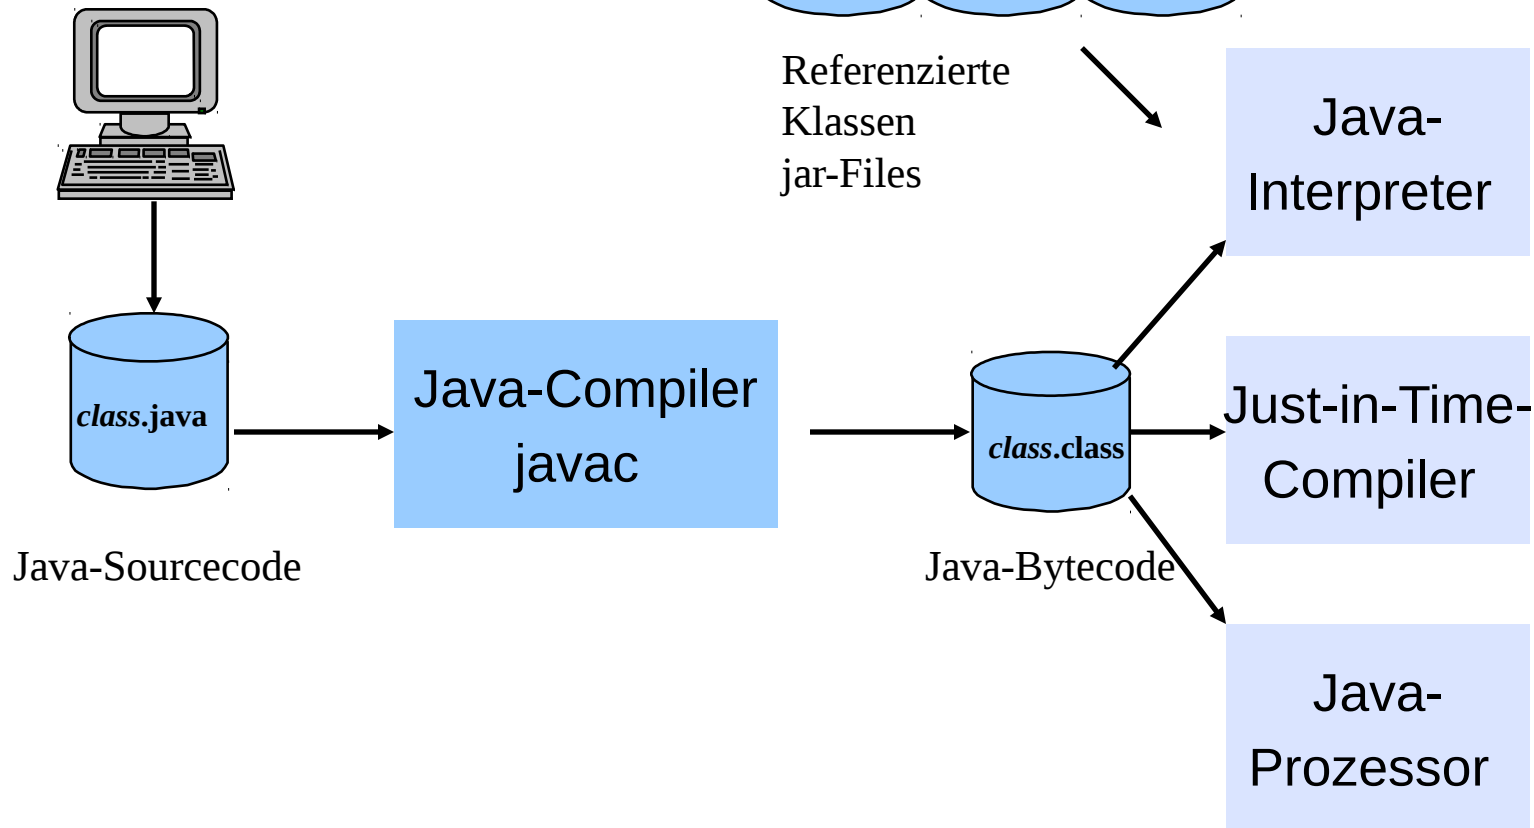 Referenzierte
Klassen
jar-Files
Java-
Interpreter
class.java
Java-Compiler
javac
class.class
Just-in-Time-
Compiler
Java-Sourcecode
Java-Bytecode
Java-
Prozessor